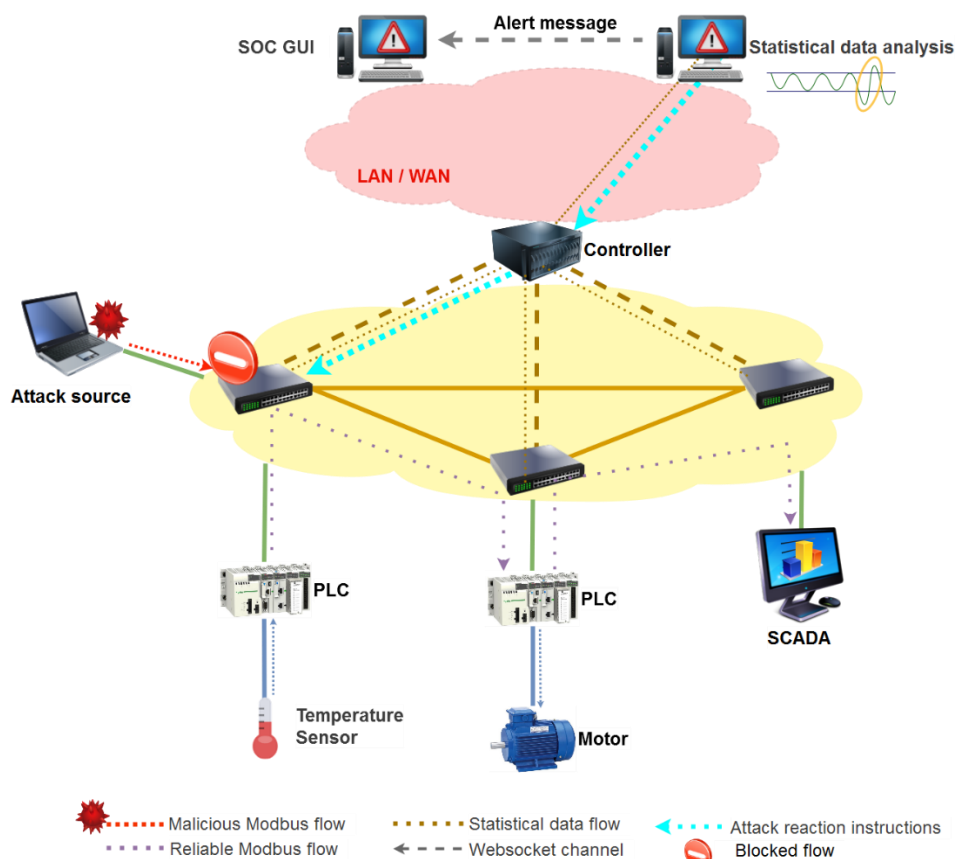 Alert message
SOC GUI
Statistical data analysis
LAN / WAN
Controller
Attack source
PLC
PLC
SCADA
Temperature
Sensor
Motor
Malicious Modbus flow
Statistical data flow
Attack reaction instructions
Reliable Modbus flow
Websocket channel
Blocked flow